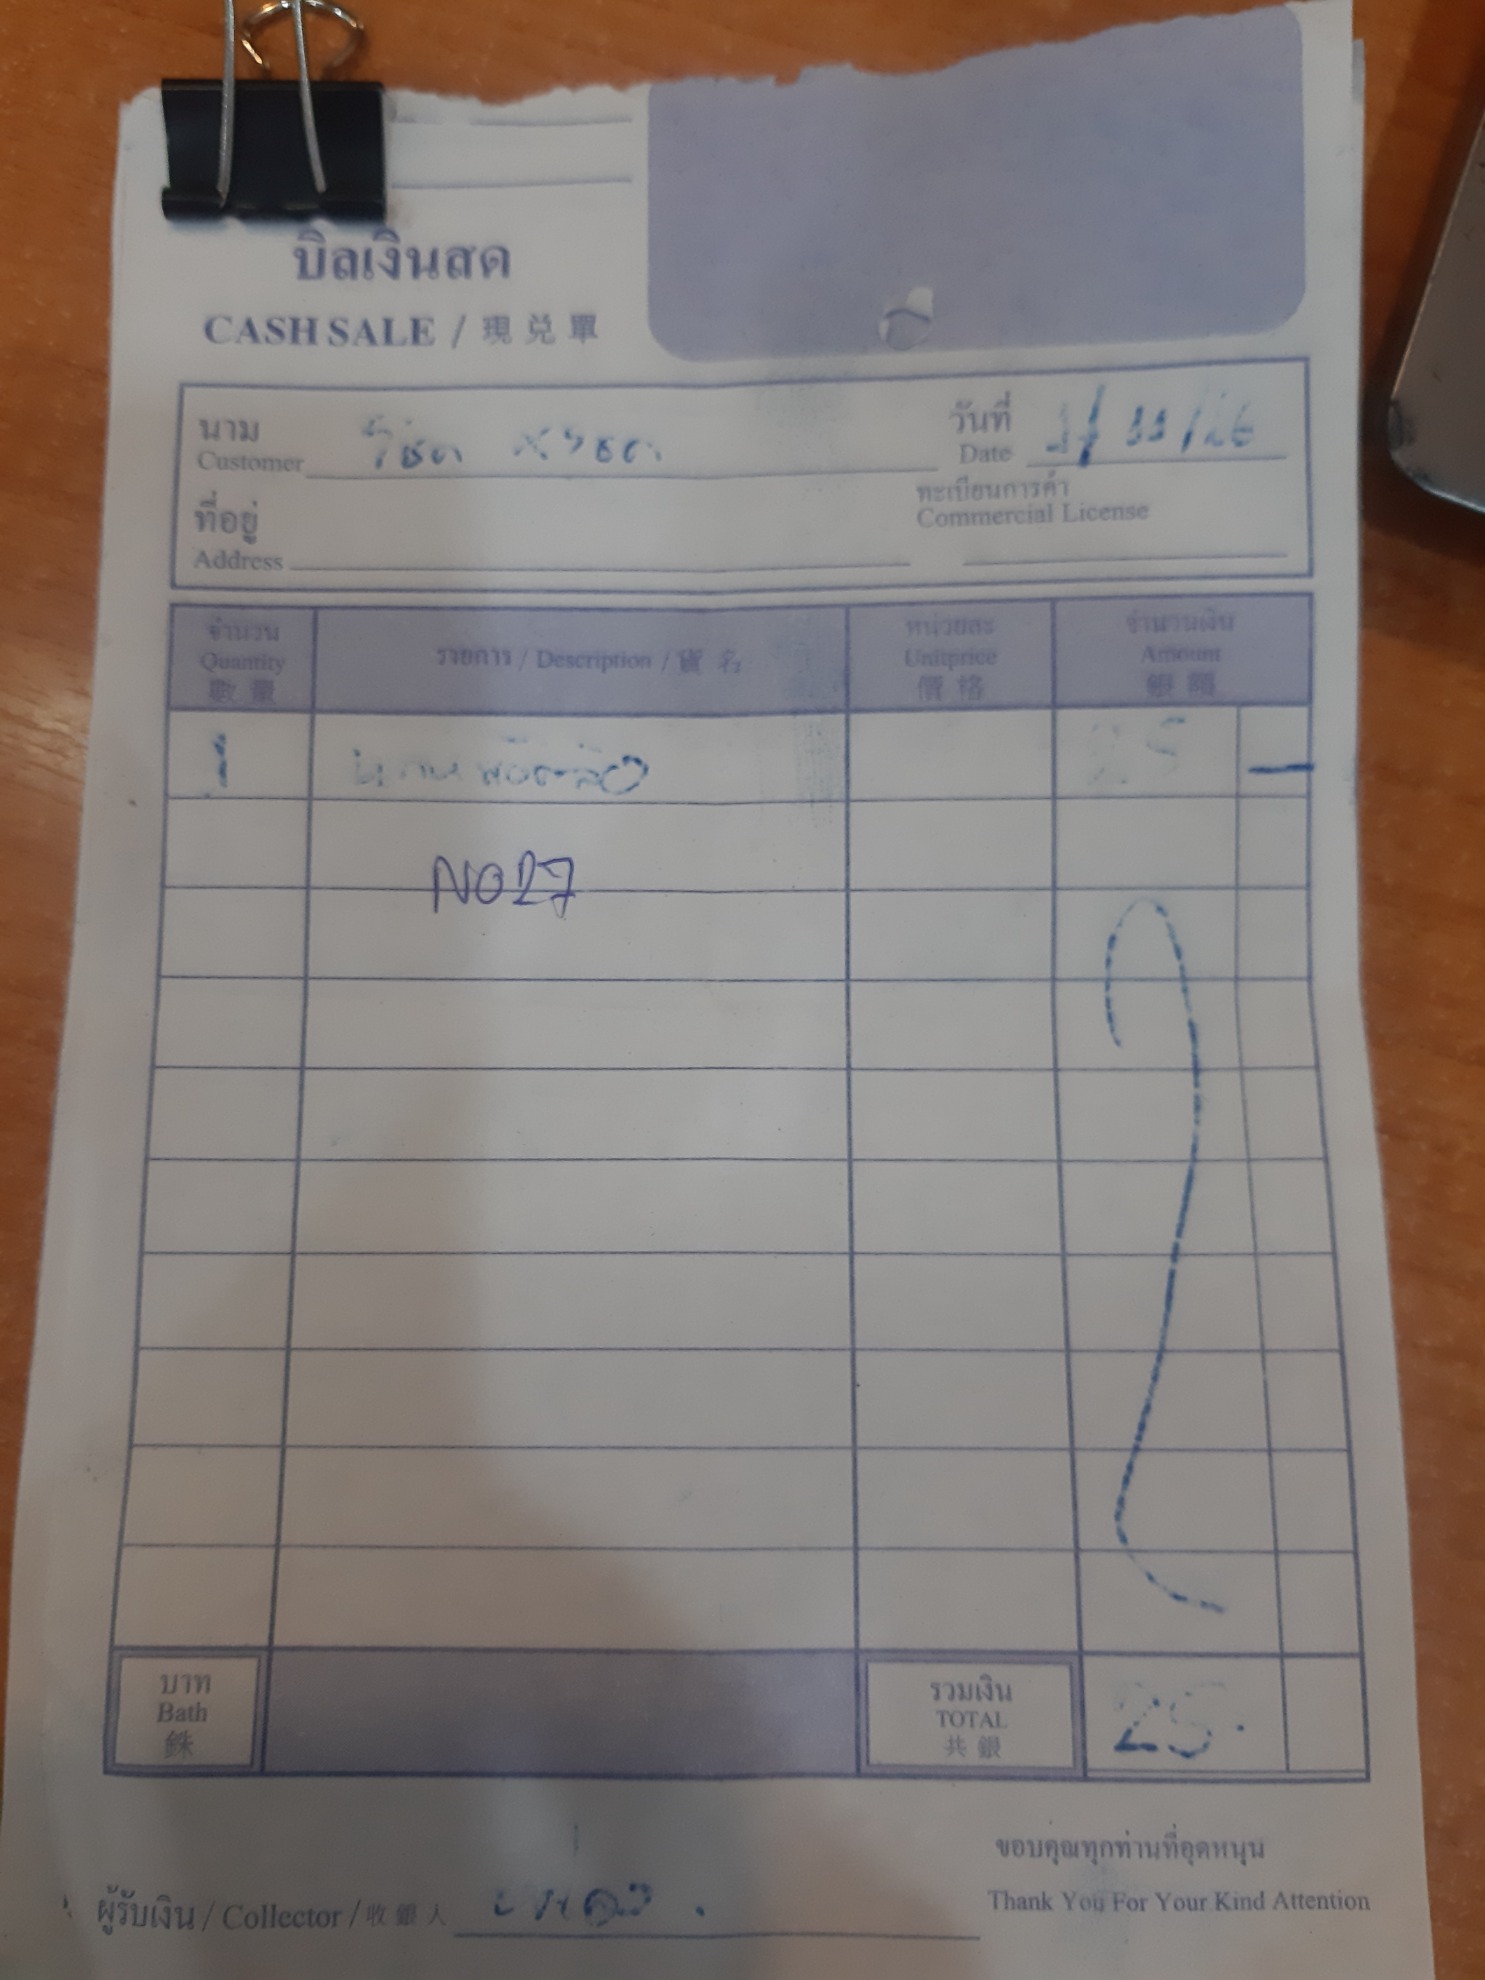 บิลเงินสด
CASH SALE / 現兑單
นาม
Customer
วันที่
Date
ที่อยู่
Address
ทะเบียนการค้า
Commercial License
จำนวน
Quantity
數量
รายการ / Description / 貨名
หน่วยละ
Unitprice
價格
จำนวนเงิน
Amount
銀額
1 25 —
NO27
บาท
Bath
銖
รวมเงิน
TOTAL
共銀
25.
ขอบคุณทุกท่านที่อุดหนุน
Thank You For Your Kind Attention
ผู้รับเงิน / Collector / 收銀人